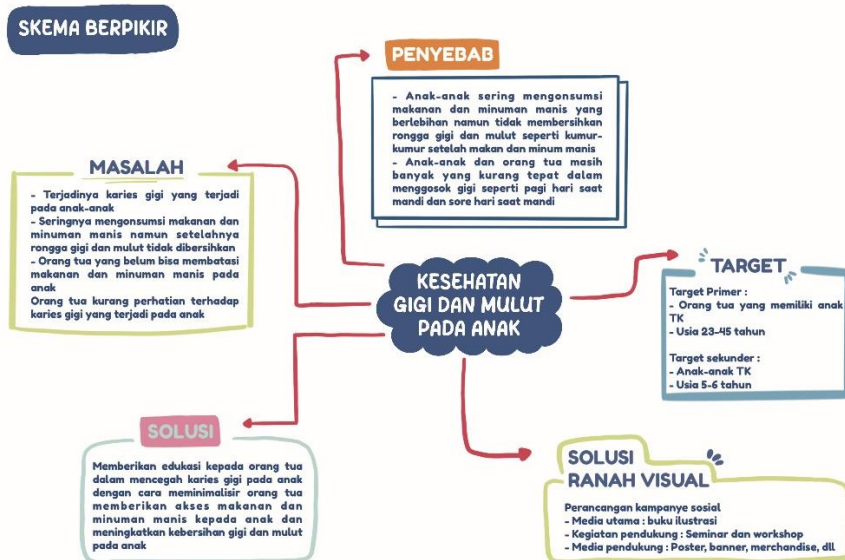 SKEMA BERPIKIR
PENYEBAB
- Anak-anak sering mengonsumsi
makanan dan minuman manis yang
berlebihan namun tidak membersihkan
rongga gigi dan mulut seperti kumur-
kumur setelah makan dan minum manis
- Anak-anak dan orang tua masih
banyak yang kurang tepat dalam
menggosok gigi seperti pagi hari saat
mandi dan sore hari saat mandi
MASALAH
- Terjadinya karies gigi yang terjadi
pada anak-anak
- Seringnya mengonsumsi makanan dan
minuman manis namun setelahnya
rongga gigi dan mulut tidak dibersihkan
- Orang tua yang belum bisa membatasi
makanan dan minuman manis pada
anak
Orang tua kurang perhatian terhadap
karies gigi yang terjadi pada anak
KESEHATAN
GIGI DAN MULUT
PADA ANAK
TARGET
Target Primer :
- Orang tua yang memiliki anak
TK
- Usia 23-45 tahun
Target sekunder :
- Anak-anak TK
- Usia 5-6 tahun
SOLUSI
Memberikan edukasi kepada orang tua
dalam mencegah karies gigi pada anak
dengan cara meminimalisir orang tua
memberikan akses makanan dan
minuman manis kepada anak dan
meningkatkan kebersihan gigi dan mulut
pada anak
SOLUSI
RANAH VISUAL
Perancangan kampanye sosial
- Media utama : buku ilustrasi
- Kegiatan pendukung : Seminar dan workshop
- Media pendukung : Poster, banner, merchandise, dll